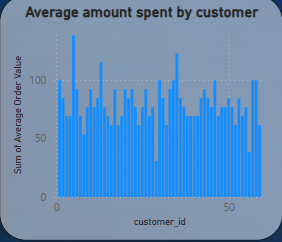 Average amount spent by customer
Sum of Average Order Value
100
50
0
0
50
customer_id